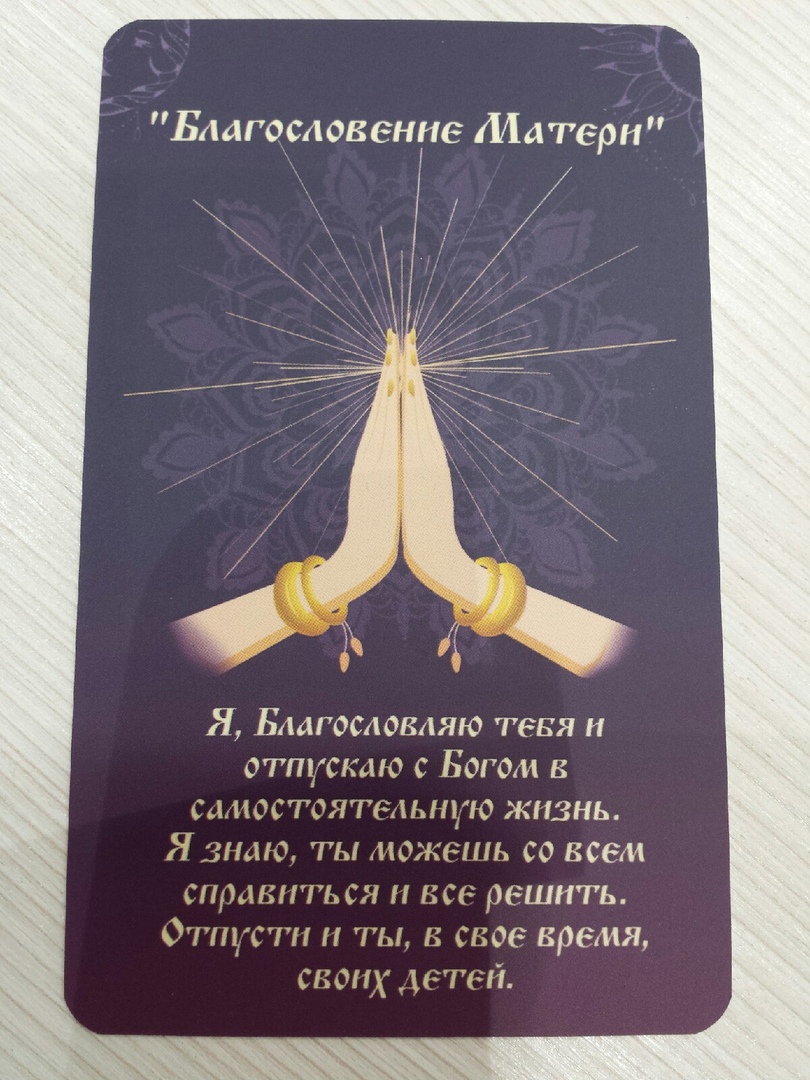 "Благословение Матери"
Я, Благословляю тебя и
отпускаю с Богом в
самостоятельную жизнь.
Я знаю, ты можешь со всем
справиться и все решить.
Отпусти и ты, в свое время,
своих детей.